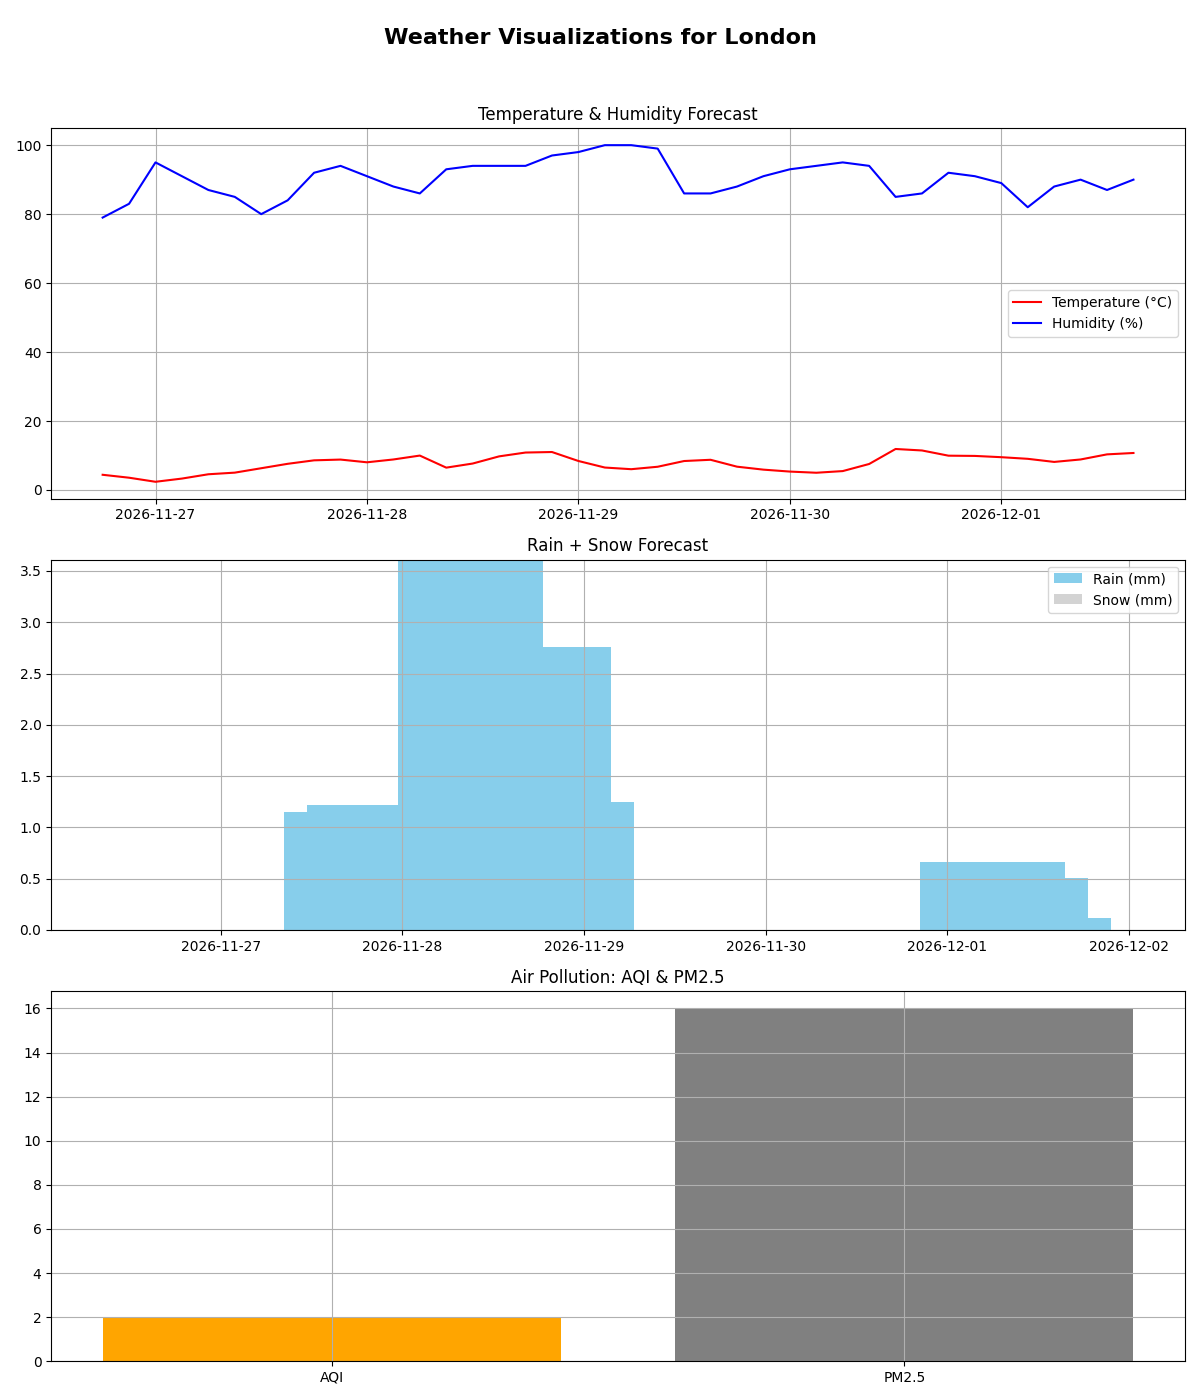 Weather Visualizations for London
Temperature & Humidity Forecast
100
80
60
40
20
0
Temperature (°C)
Humidity (%)
2026-11-27 2026-11-28 2026-11-29 2026-11-30 2026-12-01
Rain + Snow Forecast
3.5
3.0
2.5
2.0
1.5
1.0
0.5
0.0
Rain (mm)
Snow (mm)
2026-11-27 2026-11-28 2026-11-29 2026-11-30 2026-12-01 2026-12-02
Air Pollution: AQI & PM2.5
16
14
12
10
8
6
4
2
0
AQI PM2.5